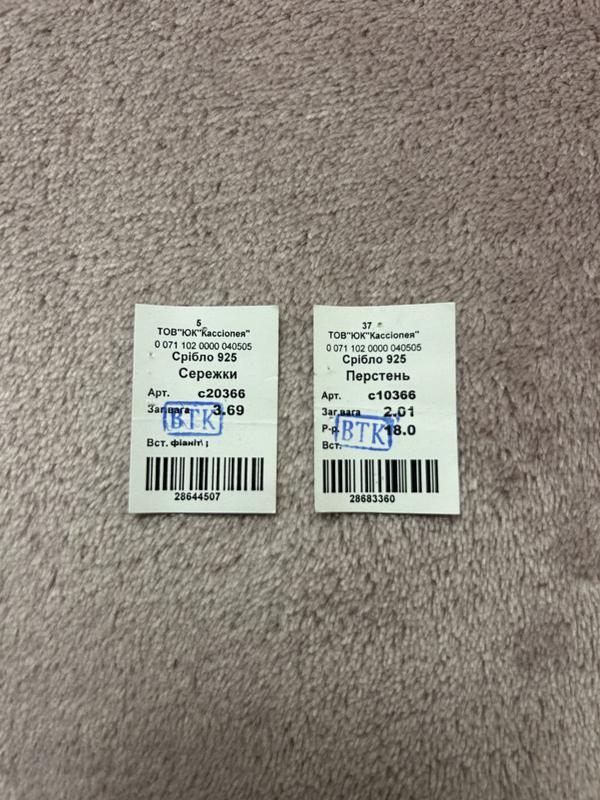 5
ТОВ"ЮК"Кассіопея"
0 071 102 0000 040505
Срібло 925
Сережки
Арт. с20366
Заг.вага 3.69
ВТК
Вст. фіаніт\ ;
28644507
37
ТОВ"ЮК"Кассіопея"
0 071 102 0000 040505
Срібло 925
Перстень
Арт. с10366
Заг.вага 2.01
Р-р. 18.0
ВТК
Вст.
28683360